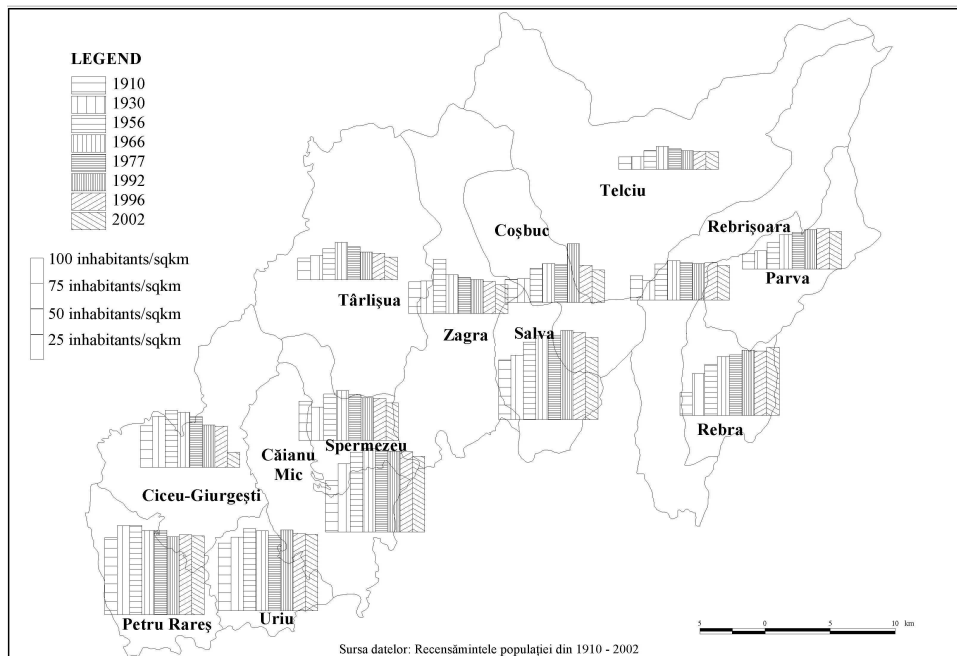 LEGEND
1910
1930
1956
1966
1977
1992
1996
2002
100 inhabitants/sqkm
75 inhabitants/sqkm
50 inhabitants/sqkm
25 inhabitants/sqkm
Telciu
Rebrişoara
Coşbuc
Parva
Târlişua
Zagra
Salva
Rebra
Spermezeu
Căianu
Mic
Ciceu-Giurgeşti
Petru Rareş
Uriu
5 0 5 10 km
Sursa datelor: Recensămintele populaţiei din 1910 - 2002